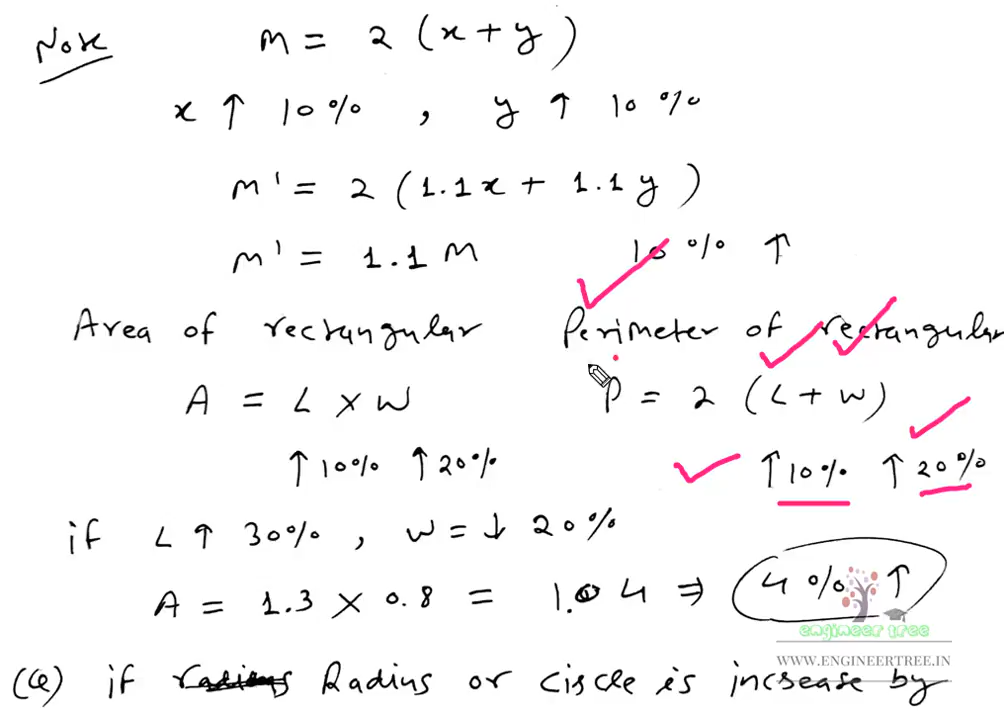 Note M = 2 (x + y)
x ↑ 10% , y ↑ 10%
M' = 2 (1.1x + 1.1y)
M' = 1.1 M 10% ↑
Area of rectangular Perimeter of rectangular
A = L × W P = 2 (L + W)
↑ 10% ↑ 20% ↑ 10% ↑ 20%
if L ↑ 30% , W = ↓ 20%
A = 1.3 × 0.8 = 1.04 ⇒ 4% ↑
engineer tree
WWW.ENGINEERTREE.IN
(Q) if Radius or circle is increase by